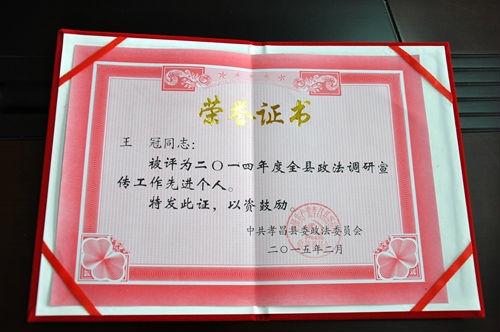 荣誉证书
王 冠同志:
被评为二〇一四年度全县政法调研宣
传工作先进个人。
特发此证,以资鼓励。
中共孝昌县委政法委员会
二〇一五年二月